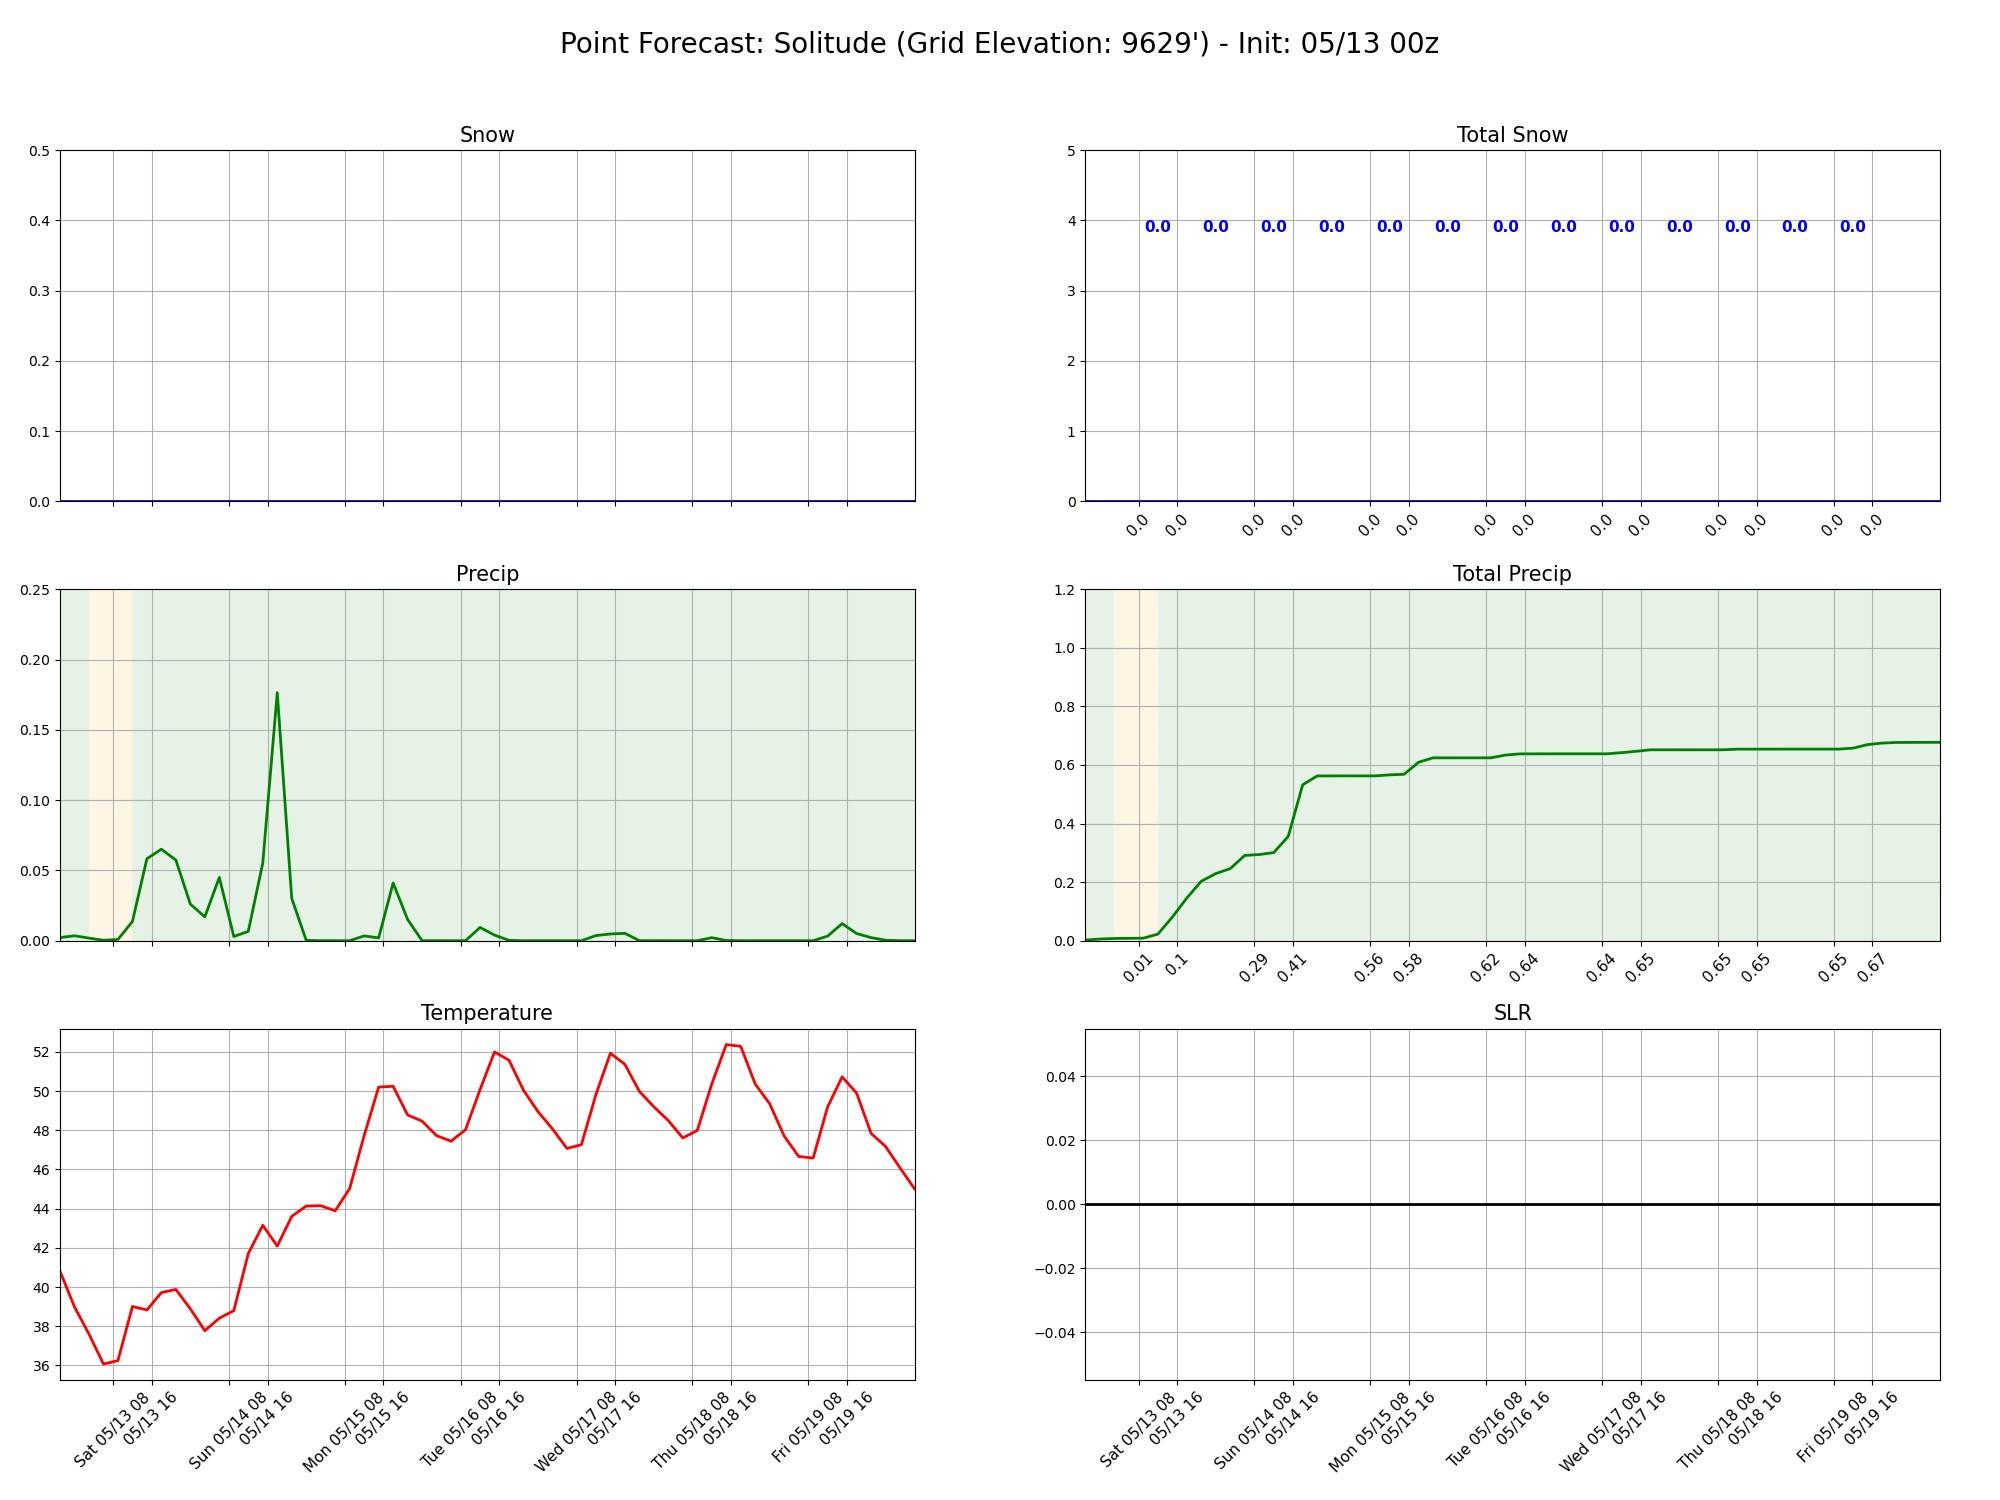 Point Forecast: Solitude (Grid Elevation: 9629') - Init: 05/13 00z
Snow
0.5
0.4
0.3
0.2
0.1
0.0
Total Snow
5
4
3
2
1
0
0.0 0.0 0.0 0.0 0.0 0.0 0.0 0.0 0.0 0.0 0.0 0.0 0.0
0.0 0.0 0.0 0.0 0.0 0.0 0.0 0.0 0.0 0.0 0.0 0.0 0.0 0.0
Precip
0.25
0.20
0.15
0.10
0.05
0.00
Total Precip
1.2
1.0
0.8
0.6
0.4
0.2
0.0
0.01 0.1 0.29 0.41 0.56 0.58 0.62 0.64 0.64 0.65 0.65 0.65 0.65 0.67
Temperature
52
50
48
46
44
42
40
38
36
Sat 05/13 08
05/13 16
Sun 05/14 08
05/14 16
Mon 05/15 08
05/15 16
Tue 05/16 08
05/16 16
Wed 05/17 08
05/17 16
Thu 05/18 08
05/18 16
Fri 05/19 08
05/19 16
SLR
0.04
0.02
0.00
−0.02
−0.04
Sat 05/13 08
05/13 16
Sun 05/14 08
05/14 16
Mon 05/15 08
05/15 16
Tue 05/16 08
05/16 16
Wed 05/17 08
05/17 16
Thu 05/18 08
05/18 16
Fri 05/19 08
05/19 16